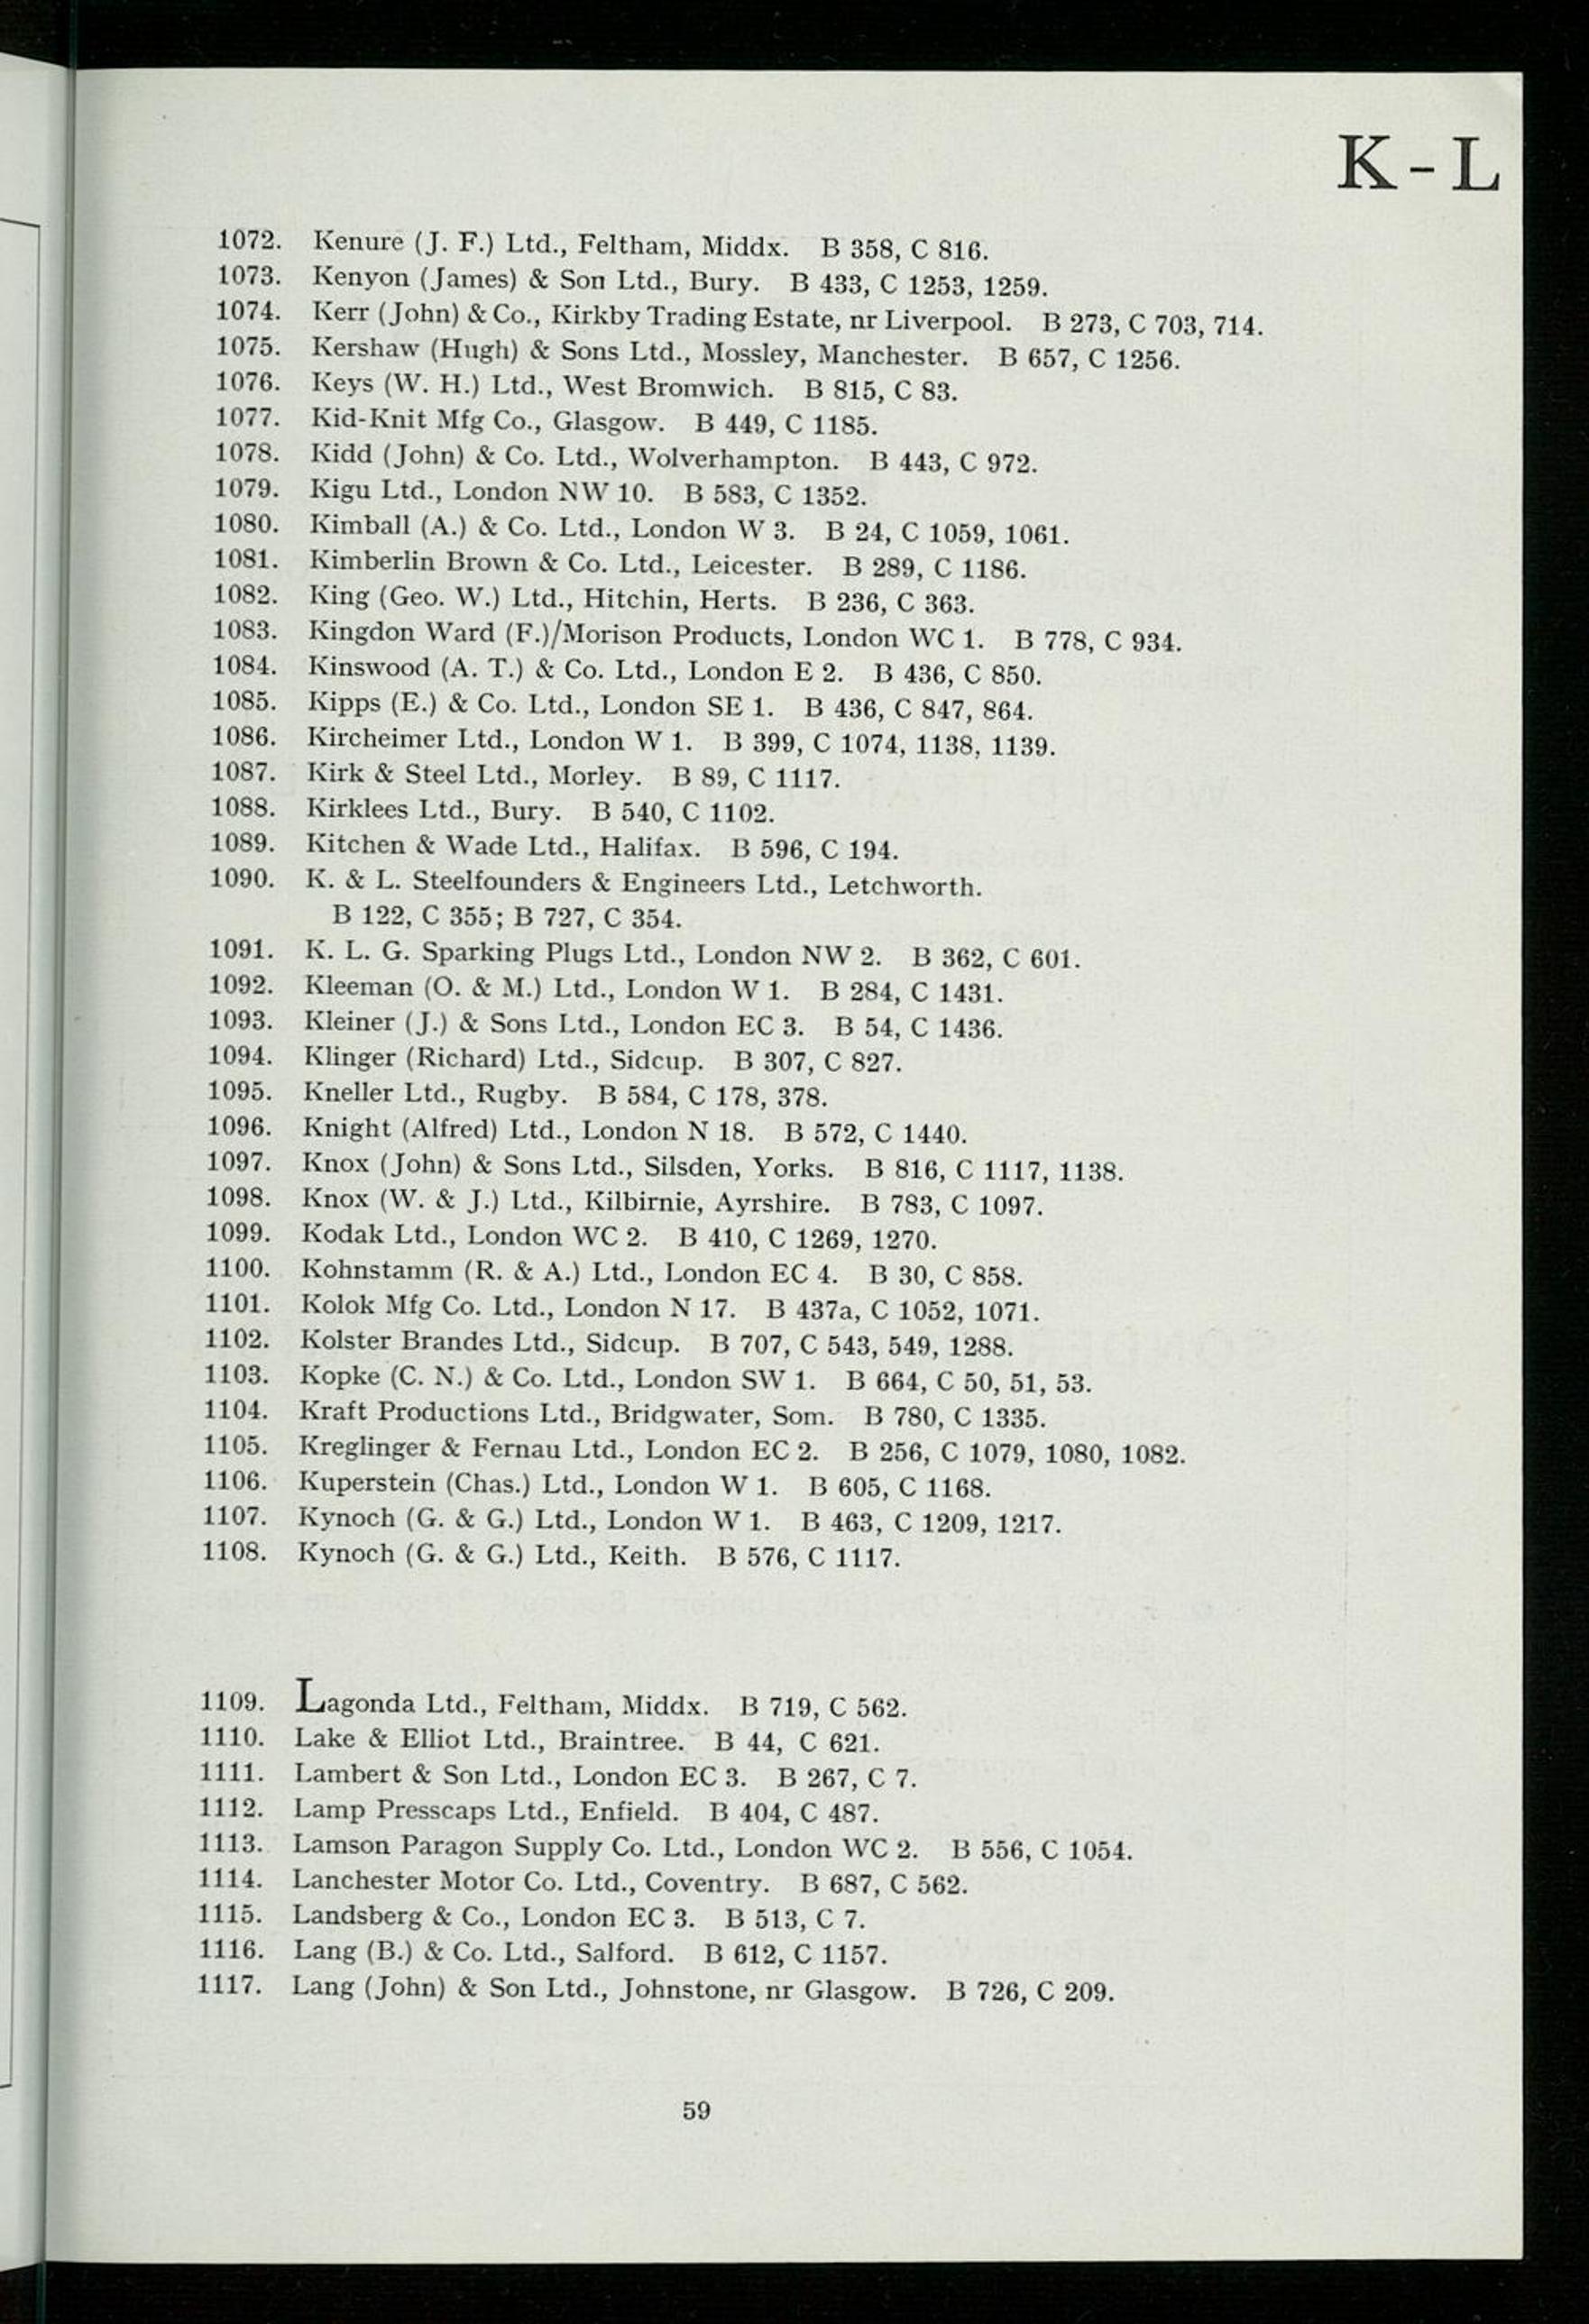 K - L
1072. Kenure (J. F.) Ltd., Feltham, Middx. B 358, C 816.
1073. Kenyon (James) & Son Ltd., Bury. B 433, C 1253, 1259.
1074. Kerr (John) & Co., Kirkby Trading Estate, nr Liverpool. B 273, C 703, 714.
1075. Kershaw (Hugh) & Sons Ltd., Mossley, Manchester. B 657, C 1256.
1076. Keys (W. H.) Ltd., West Bromwich. B 815, C 83.
1077. Kid-Knit Mfg Co., Glasgow. B 449, C 1185.
1078. Kidd (John) & Co. Ltd., Wolverhampton. B 443, C 972.
1079. Kigu Ltd., London NW 10. B 583, C 1352.
1080. Kimball (A.) & Co. Ltd., London W 3. B 24, C 1059, 1061.
1081. Kimberlin Brown & Co. Ltd., Leicester. B 289, C 1186.
1082. King (Geo. W.) Ltd., Hitchin, Herts. B 236, C 363.
1083. Kingdon Ward (F.)/Morison Products, London WC 1. B 778, C 934.
1084. Kinswood (A. T.) & Co. Ltd., London E 2. B 436, C 850.
1085. Kipps (E.) & Co. Ltd., London SE 1. B 436, C 847, 864.
1086. Kircheimer Ltd., London W 1. B 399, C 1074, 1138, 1139.
1087. Kirk & Steel Ltd., Morley. B 89, C 1117.
1088. Kirklees Ltd., Bury. B 540, C 1102.
1089. Kitchen & Wade Ltd., Halifax. B 596, C 194.
1090. K. & L. Steelfounders & Engineers Ltd., Letchworth.
B 122, C 355; B 727, C 354.
1091. K. L. G. Sparking Plugs Ltd., London NW 2. B 362, C 601.
1092. Kleeman (O. & M.) Ltd., London W 1. B 284, C 1431.
1093. Kleiner (J.) & Sons Ltd., London EC 3. B 54, C 1436.
1094. Klinger (Richard) Ltd., Sidcup. B 307, C 827.
1095. Kneller Ltd., Rugby. B 584, C 178, 378.
1096. Knight (Alfred) Ltd., London N 18. B 572, C 1440.
1097. Knox (John) & Sons Ltd., Silsden, Yorks. B 816, C 1117, 1138.
1098. Knox (W. & J.) Ltd., Kilbirnie, Ayrshire. B 783, C 1097.
1099. Kodak Ltd., London WC 2. B 410, C 1269, 1270.
1100. Kohnstamm (R. & A.) Ltd., London EC 4. B 30, C 858.
1101. Kolok Mfg Co. Ltd., London N 17. B 437a, C 1052, 1071.
1102. Kolster Brandes Ltd., Sidcup. B 707, C 543, 549, 1288.
1103. Kopke (C. N.) & Co. Ltd., London SW 1. B 664, C 50, 51, 53.
1104. Kraft Productions Ltd., Bridgwater, Som. B 780, C 1335.
1105. Kreglinger & Fernau Ltd., London EC 2. B 256, C 1079, 1080, 1082.
1106. Kuperstein (Chas.) Ltd., London W 1. B 605, C 1168.
1107. Kynoch (G. & G.) Ltd., London W 1. B 463, C 1209, 1217.
1108. Kynoch (G. & G.) Ltd., Keith. B 576, C 1117.
1109. Lagonda Ltd., Feltham, Middx. B 719, C 562.
1110. Lake & Elliot Ltd., Braintree. B 44, C 621.
1111. Lambert & Son Ltd., London EC 3. B 267, C 7.
1112. Lamp Presscaps Ltd., Enfield. B 404, C 487.
1113. Lamson Paragon Supply Co. Ltd., London WC 2. B 556, C 1054.
1114. Lanchester Motor Co. Ltd., Coventry. B 687, C 562.
1115. Landsberg & Co., London EC 3. B 513, C 7.
1116. Lang (B.) & Co. Ltd., Salford. B 612, C 1157.
1117. Lang (John) & Son Ltd., Johnstone, nr Glasgow. B 726, C 209.
59